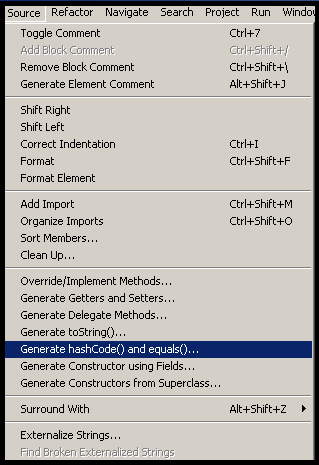 Source Refactor Navigate Search Project Run Window
Toggle Comment Ctrl+7
Add Block Comment Ctrl+Shift+/
Remove Block Comment Ctrl+Shift+\
Generate Element Comment Alt+Shift+J
Shift Right
Shift Left
Correct Indentation Ctrl+I
Format Ctrl+Shift+F
Format Element
Add Import Ctrl+Shift+M
Organize Imports Ctrl+Shift+O
Sort Members...
Clean Up...
Override/Implement Methods...
Generate Getters and Setters...
Generate Delegate Methods...
Generate toString()...
Generate hashCode() and equals()...
Generate Constructor using Fields...
Generate Constructors from Superclass...
Surround With Alt+Shift+Z
Externalize Strings...
Find Broken Externalized Strings